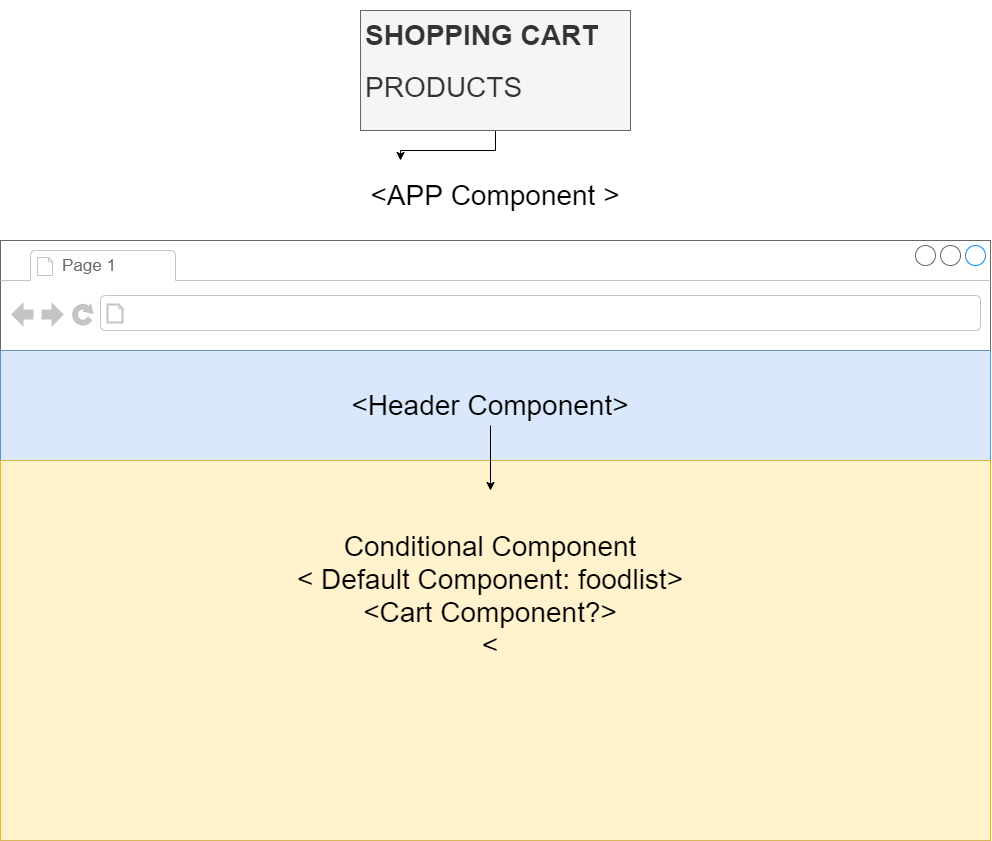 SHOPPING CART
PRODUCTS
<APP Component >
Page 1
<Header Component>
Conditional Component
< Default Component: foodlist>
<Cart Component?>
<